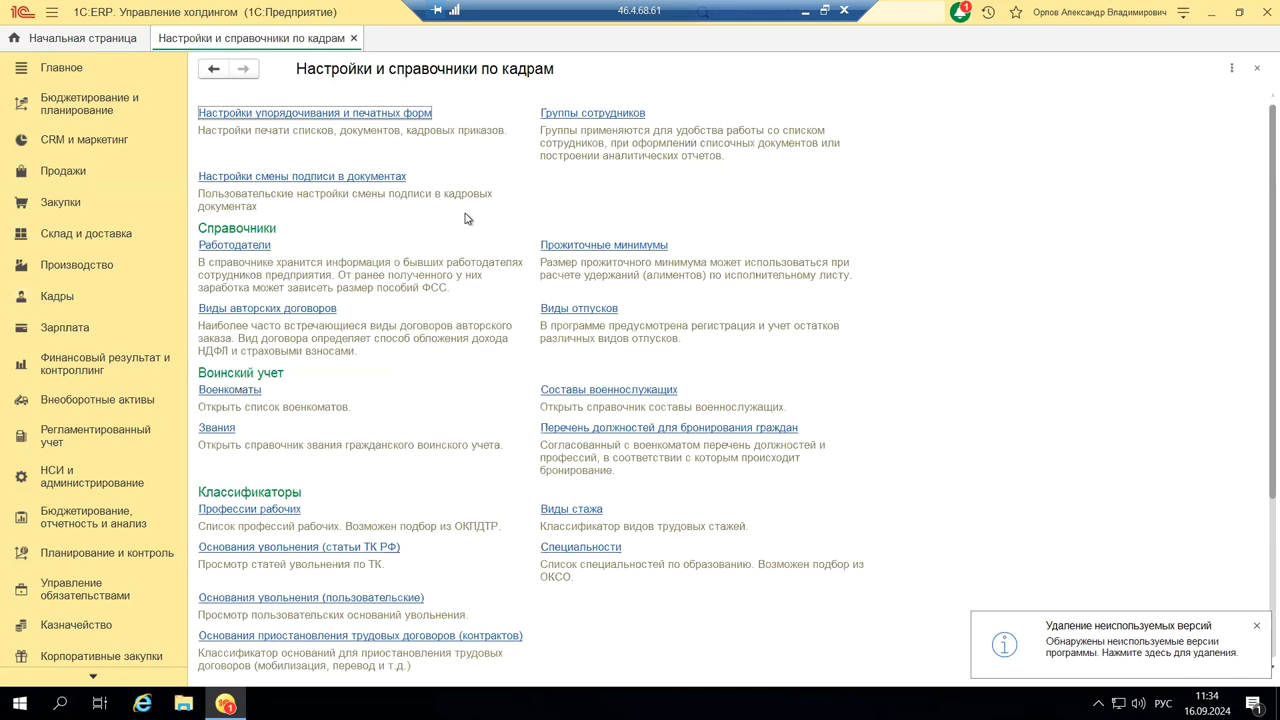 1С:ERP. Управление холдингом (1С:Предприятие)
46.4.68.61
1
Орлов Александр Владимирович
Начальная страница
Настройки и справочники по кадрам
Главное
Бюджетирование и
планирование
CRM и маркетинг
Продажи
Закупки
Склад и доставка
Производство
Кадры
Зарплата
Финансовый результат и
контроллинг
Внеоборотные активы
Регламентированный
учет
НСИ и
администрирование
Бюджетирование,
отчетность и анализ
Планирование и контроль
Управление
обязательствами
Казначейство
Корпоративные закупки
Настройки и справочники по кадрам
Настройки упорядочивания и печатных форм
Настройки печати списков, документов, кадровых приказов.
Группы сотрудников
Группы применяются для удобства работы со списком
сотрудников, при оформлении списочных документов или
построении аналитических отчетов.
Настройки смены подписи в документах
Пользовательские настройки смены подписи в кадровых
документах
Справочники
Работодатели
В справочнике хранится информация о бывших работодателях
сотрудников предприятия. От ранее полученного у них
заработка может зависеть размер пособий ФСС.
Прожиточные минимумы
Размер прожиточного минимума может использоваться при
расчете удержаний (алиментов) по исполнительному листу.
Виды авторских договоров
Наиболее часто встречающиеся виды договоров авторского
заказа. Вид договора определяет способ обложения дохода
НДФЛ и страховыми взносами.
Виды отпусков
В программе предусмотрена регистрация и учет остатков
различных видов отпусков.
Воинский учет
Военкоматы
Открыть список военкоматов.
Составы военнослужащих
Открыть справочник составы военнослужащих.
Звания
Открыть справочник звания гражданского воинского учета.
Перечень должностей для бронирования граждан
Согласованный с военкоматом перечень должностей и
профессий, в соответствии с которым происходит
бронирование.
Классификаторы
Профессии рабочих
Список профессий рабочих. Возможен подбор из ОКПДТР.
Виды стажа
Классификатор видов трудовых стажей.
Основания увольнения (статьи ТК РФ)
Просмотр статей увольнения по ТК.
Специальности
Список специальностей по образованию. Возможен подбор из
ОКСО.
Основания увольнения (пользовательские)
Просмотр пользовательских оснований увольнения.
Основания приостановления трудовых договоров (контрактов)
Классификатор оснований для приостановления трудовых
договоров (мобилизация, перевод и т.д.)
Удаление неиспользуемых версий
Обнаружены неиспользуемые версии
программы. Нажмите здесь для удаления.
1
РУС
11:34
16.09.2024
1